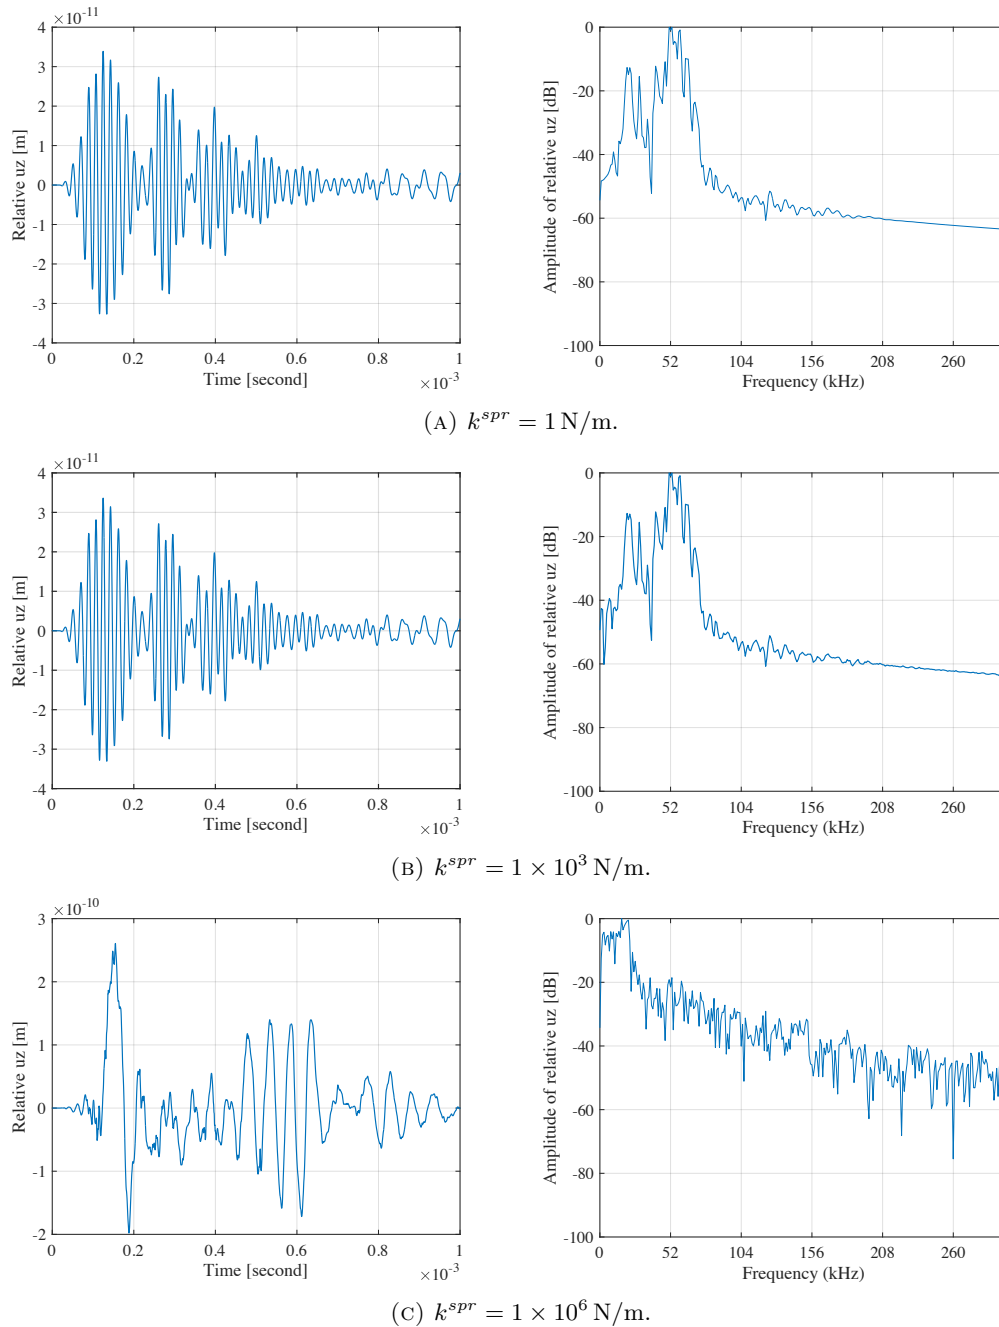 ×10⁻¹¹
4
3
2
1
0
-1
-2
-3
-4
Relative uz [m]
0 0.2 0.4 0.6 0.8 1
Time [second]
×10⁻³
0
-20
-40
-60
-80
-100
Amplitude of relative uz [dB]
0 52 104 156 208 260
Frequency (kHz)
(A) kˢᵖʳ = 1 N/m.
×10⁻¹¹
4
3
2
1
0
-1
-2
-3
-4
Relative uz [m]
0 0.2 0.4 0.6 0.8 1
Time [second]
×10⁻³
0
-20
-40
-60
-80
-100
Amplitude of relative uz [dB]
0 52 104 156 208 260
Frequency (kHz)
(B) kˢᵖʳ = 1 × 10³ N/m.
×10⁻¹⁰
3
2
1
0
-1
-2
Relative uz [m]
0 0.2 0.4 0.6 0.8 1
Time [second]
×10⁻³
0
-20
-40
-60
-80
-100
Amplitude of relative uz [dB]
0 52 104 156 208 260
Frequency (kHz)
(C) kˢᵖʳ = 1 × 10⁶ N/m.